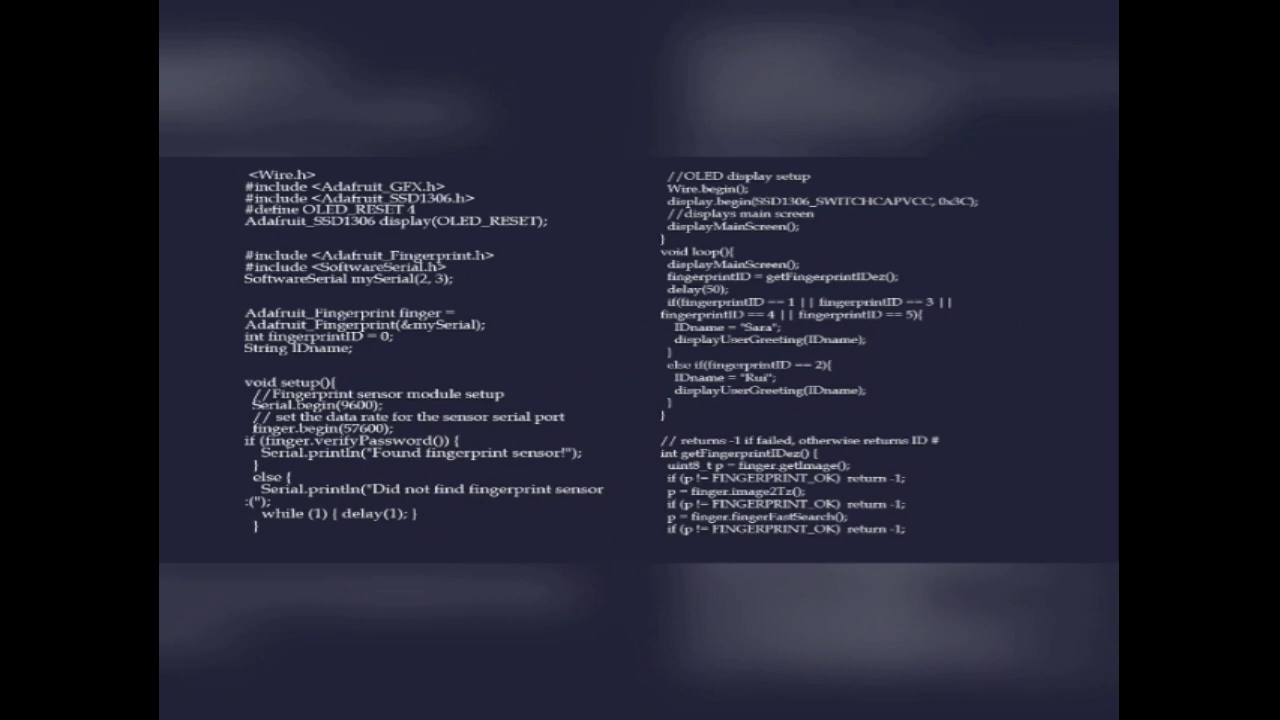 <Wire.h>
#include <Adafruit_GFX.h>
#include <Adafruit_SSD1306.h>
#define OLED_RESET 4
Adafruit_SSD1306 display(OLED_RESET);
#include <Adafruit_Fingerprint.h>
#include <SoftwareSerial.h>
SoftwareSerial mySerial(2, 3);
Adafruit_Fingerprint finger =
Adafruit_Fingerprint(&mySerial);
int fingerprintID = 0;
String IDname;
void setup(){
//Fingerprint sensor module setup
Serial.begin(9600);
// set the data rate for the sensor serial port
finger.begin(57600);
if (finger.verifyPassword()) {
Serial.println("Found fingerprint sensor!");
}
else {
Serial.println("Did not find fingerprint sensor
:(");
while (1) { delay(1); }
}
//OLED display setup
Wire.begin();
display.begin(SSD1306_SWITCHCAPVCC, 0x3C);
//displays main screen
displayMainScreen();
}
void loop(){
displayMainScreen();
fingerprintID = getFingerprintIDez();
delay(50);
if(fingerprintID == 1 || fingerprintID == 3 ||
fingerprintID == 4 || fingerprintID == 5){
IDname = "Sara";
displayUserGreeting(IDname);
}
else if(fingerprintID == 2){
IDname = "Rui";
displayUserGreeting(IDname);
}
}
// returns -1 if failed, otherwise returns ID #
int getFingerprintIDez() {
uint8_t p = finger.getImage();
if (p != FINGERPRINT_OK) return -1;
p = finger.image2Tz();
if (p != FINGERPRINT_OK) return -1;
p = finger.fingerFastSearch();
if (p != FINGERPRINT_OK) return -1;